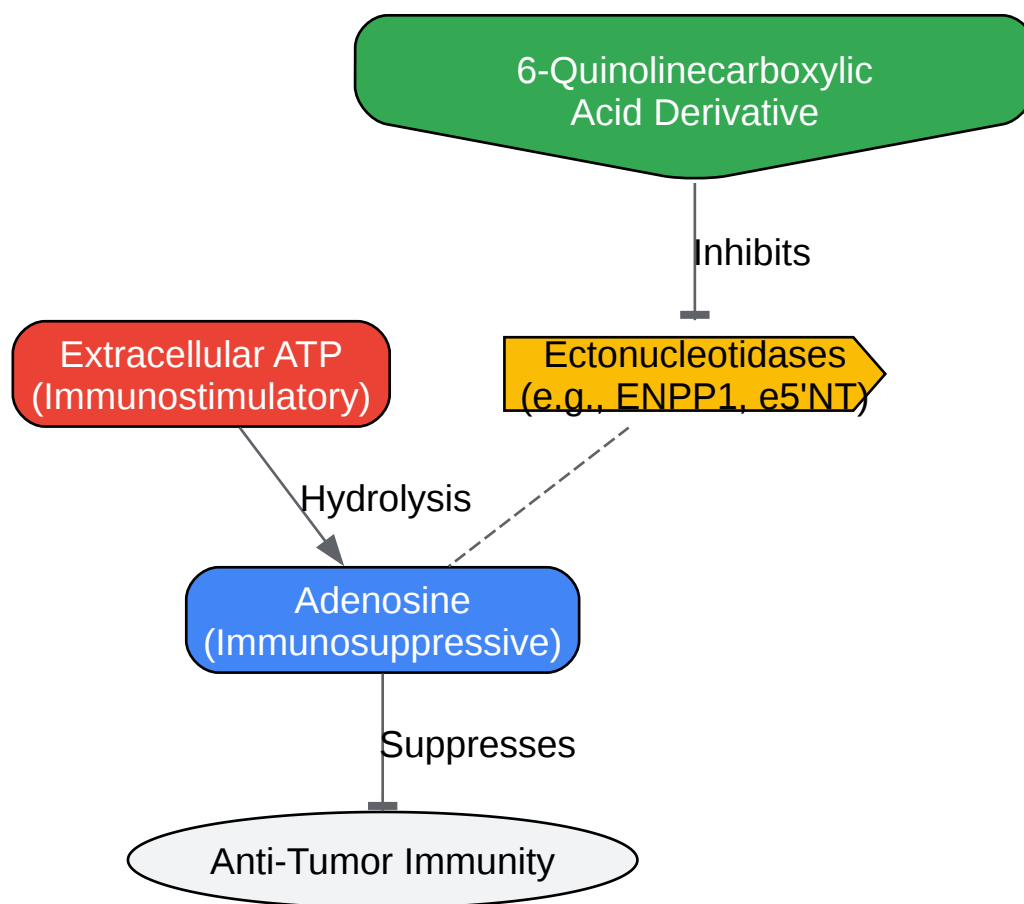 6-Quinolinecarboxylic
Acid Derivative
Inhibits
Extracellular ATP
(Immunostimulatory)
Ectonucleotidases
(e.g., ENPP1, e5'NT)
Hydrolysis
Adenosine
(Immunosuppressive)
Suppresses
Anti-Tumor Immunity